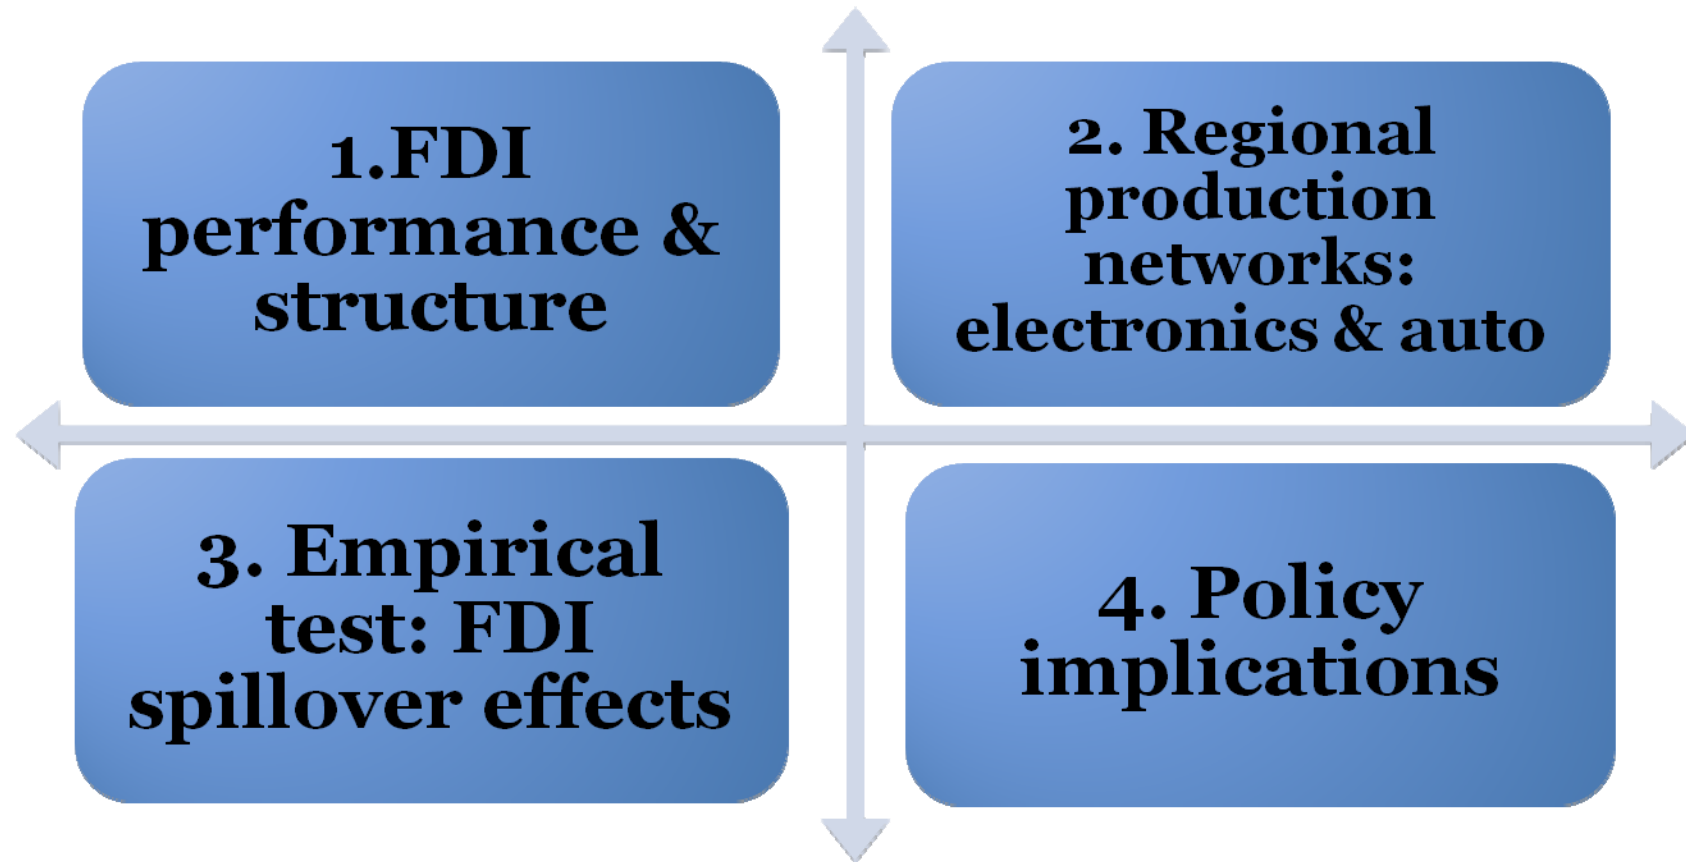 1.FDI
performance &
structure
2. Regional
production
networks:
electronics & auto
3. Empirical
test: FDI
spillover effects
4. Policy
implications